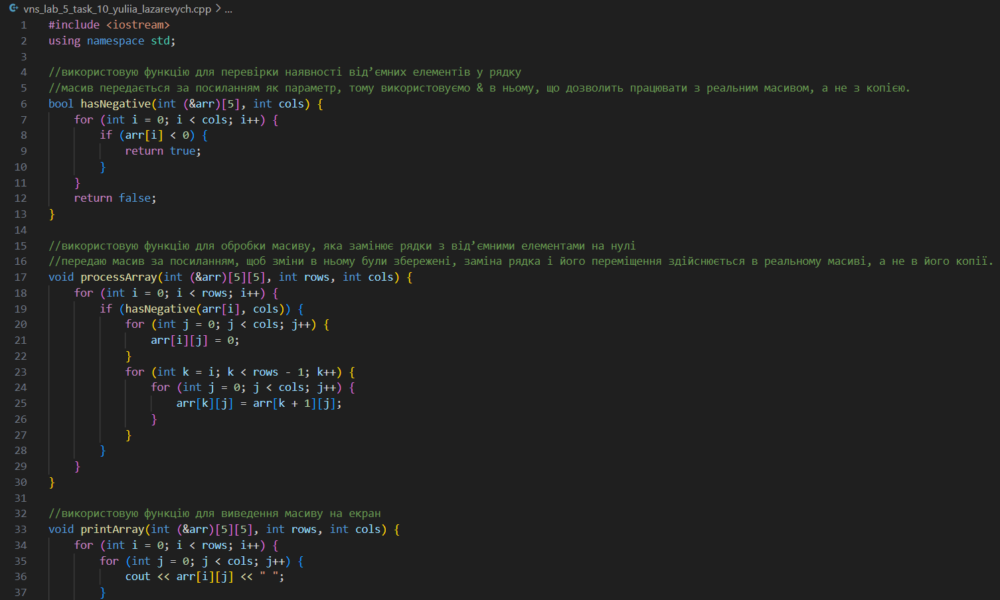 vns_lab_5_task_10_yuliia_lazarevych.cpp > ...
1 #include <iostream>
2 using namespace std;
3
4 //використовую функцію для перевірки наявності від’ємних елементів у рядку
5 //масив передається за посиланням як параметр, тому використовуємо & в ньому, що дозволить працювати з реальним масивом, а не з копією.
6 bool hasNegative(int (&arr)[5], int cols) {
7     for (int i = 0; i < cols; i++) {
8         if (arr[i] < 0) {
9             return true;
10         }
11     }
12     return false;
13 }
14
15 //використовую функцію для обробки масиву, яка замінює рядки з від’ємними елементами на нулі
16 //передаю масив за посиланням, щоб зміни в ньому були збережені, заміна рядка і його переміщення здійснюється в реальному масиві, а не в його копії.
17 void processArray(int (&arr)[5][5], int rows, int cols) {
18     for (int i = 0; i < rows; i++) {
19         if (hasNegative(arr[i], cols)) {
20             for (int j = 0; j < cols; j++) {
21                 arr[i][j] = 0;
22             }
23             for (int k = i; k < rows - 1; k++) {
24                 for (int j = 0; j < cols; j++) {
25                     arr[k][j] = arr[k + 1][j];
26                 }
27             }
28         }
29     }
30 }
31
32 //використовую функцію для виведення масиву на екран
33 void printArray(int (&arr)[5][5], int rows, int cols) {
34     for (int i = 0; i < rows; i++) {
35         for (int j = 0; j < cols; j++) {
36             cout << arr[i][j] << " ";
37         }